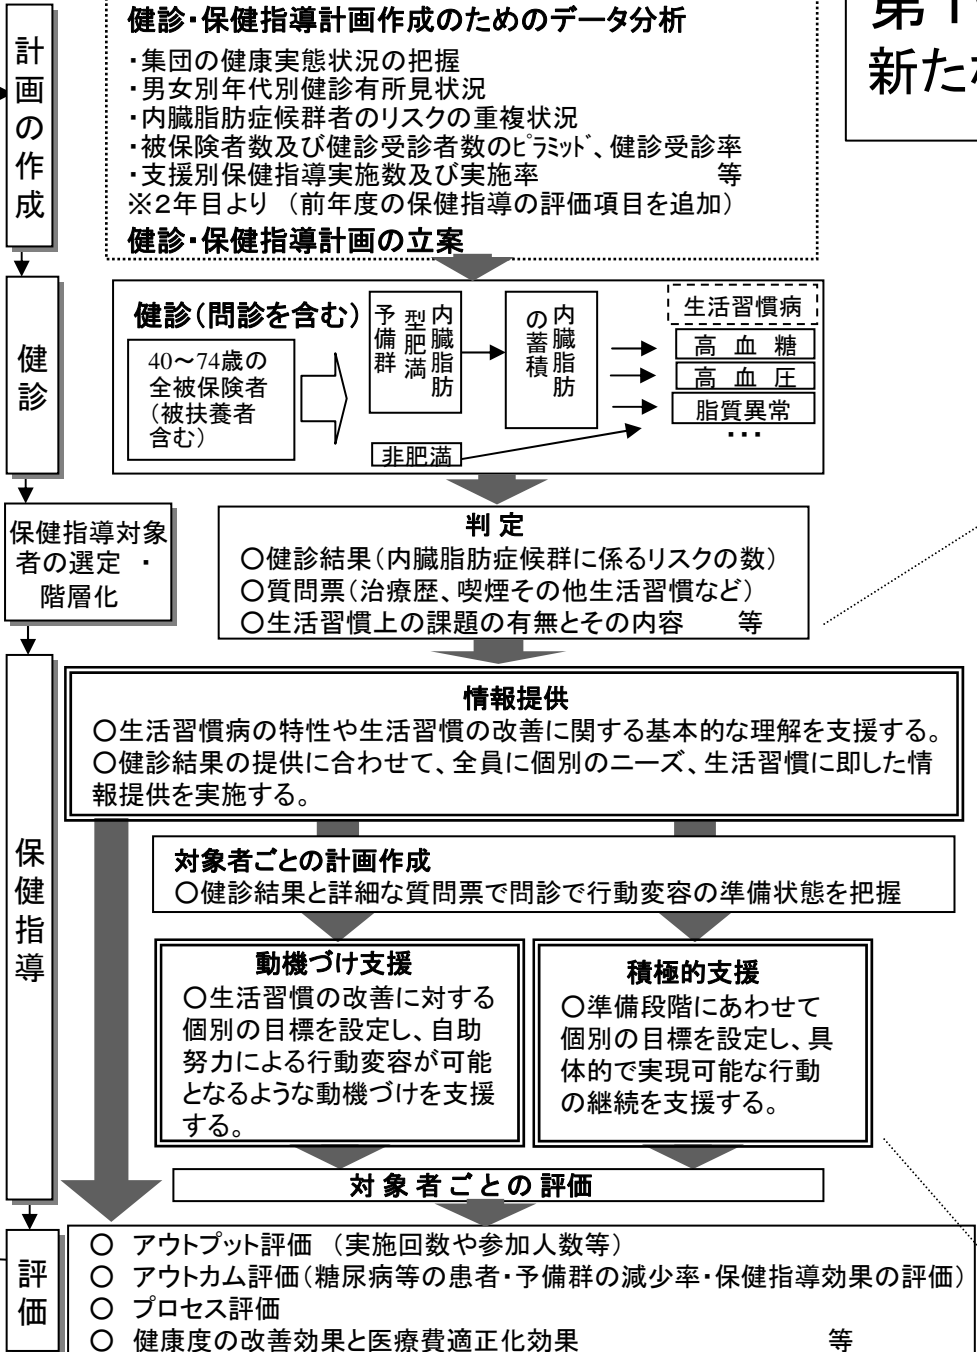 計画の作成
健診・保健指導計画作成のためのデータ分析
・集団の健康実態状況の把握
・男女別年代別健診有所見状況
・内臓脂肪症候群者のリスクの重複状況
・被保険者数及び健診受診者数のﾋﾟﾗﾐｯﾄﾞ、健診受診率
・支援別保健指導実施数及び実施率 等
※2年目より (前年度の保健指導の評価項目を追加)
健診・保健指導計画の立案
新た
健診
健診(問診を含む)
40～74歳の
全被保険者
(被扶養者
含む)
内臓脂肪
型肥満
予備群
内臓脂肪
の蓄積
非肥満
生活習慣病
高 血 糖
高 血 圧
脂質異常
・・・
保健指導対象
者の選定 ・
階層化
判 定
○健診結果(内臓脂肪症候群に係るリスクの数)
○質問票(治療歴、喫煙その他生活習慣など)
○生活習慣上の課題の有無とその内容 等
保健指導
情報提供
○生活習慣病の特性や生活習慣の改善に関する基本的な理解を支援する。
○健診結果の提供に合わせて、全員に個別のニーズ、生活習慣に即した情
報提供を実施する。
対象者ごとの計画作成
○健診結果と詳細な質問票で問診で行動変容の準備状態を把握
動機づけ支援
○生活習慣の改善に対する
個別の目標を設定し、自助
努力による行動変容が可能
となるような動機づけを支援
する。
積極的支援
○準備段階にあわせて
個別の目標を設定し、具
体的で実現可能な行動
の継続を支援する。
対 象 者 ご と の 評価
評価
○ アウトプット評価 (実施回数や参加人数等)
○ アウトカム評価(糖尿病等の患者・予備群の減少率・保健指導効果の評価)
○ プロセス評価
○ 健康度の改善効果と医療費適正化効果 等